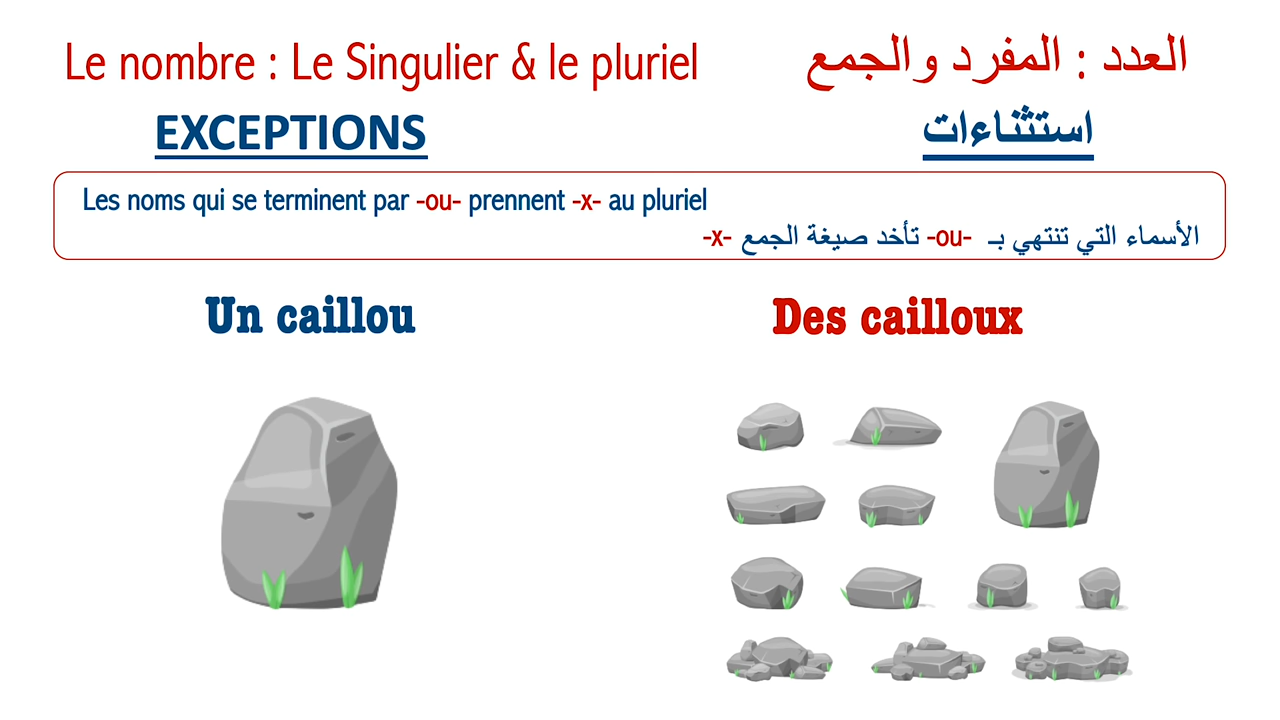 Le nombre : Le Singulier & le pluriel
العدد : المفرد والجمع
EXCEPTIONS
استثناءات
Les noms qui se terminent par -ou- prennent -x- au pluriel
الأسماء التي تنتهي بـ -ou- تأخد صيغة الجمع -x-
Un caillou
Des cailloux